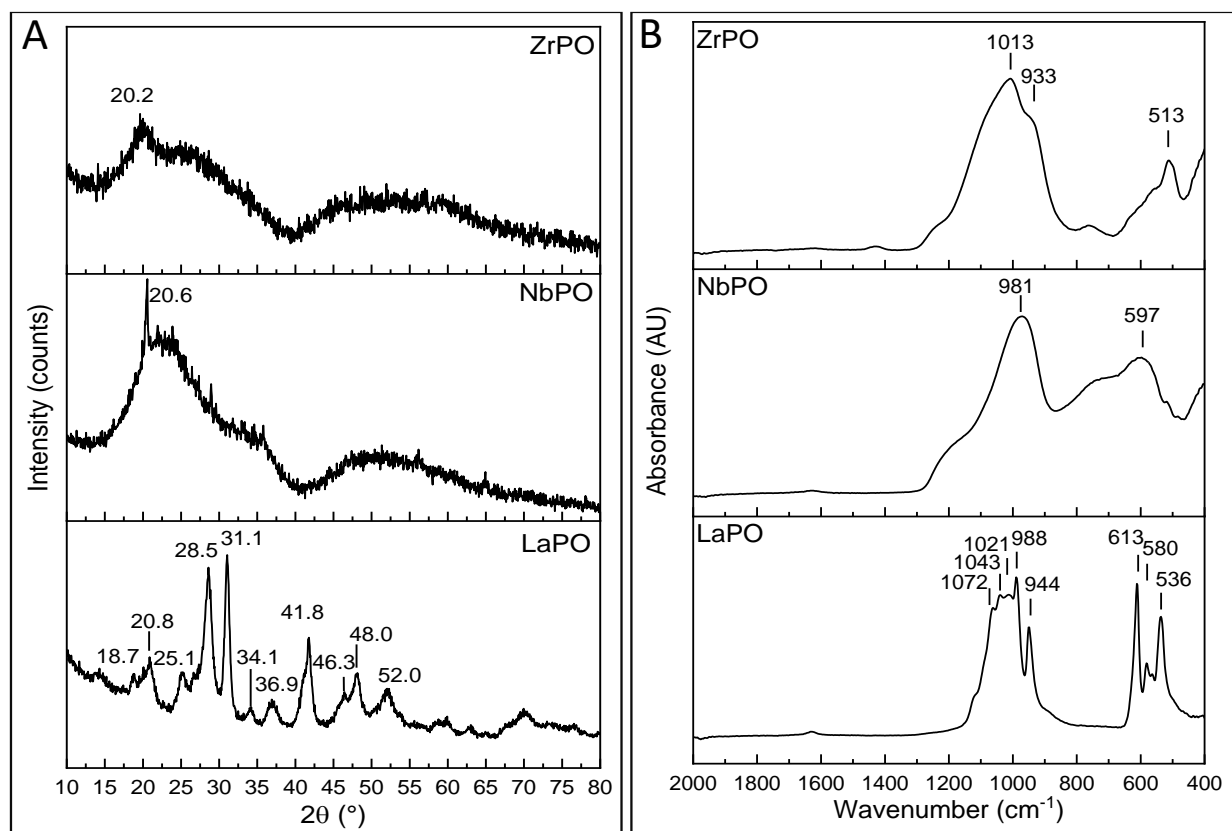 A
ZrPO
20.2
NbPO
20.6
LaPO
18.7
20.8
25.1
28.5
31.1
34.1
36.9
41.8
46.3
48.0
52.0
Intensity (counts)
10 15 20 25 30 35 40 45 50 55 60 65 70 75 80
2θ (°)
B
ZrPO
1013
933
513
NbPO
981
597
LaPO
1072
1043
1021
988
944
613
580
536
Absorbance (AU)
2000 1600 1400 1200 1000 800 600 400
Wavenumber (cm⁻¹)